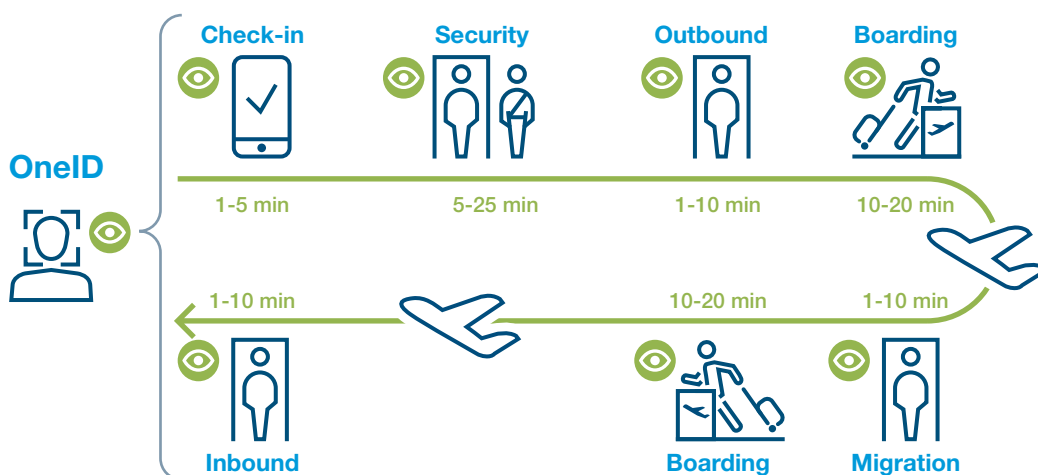 Check-in
Security
Outbound
Boarding
OneID
1-5 min
5-25 min
1-10 min
10-20 min
1-10 min
10-20 min
1-10 min
Inbound
Boarding
Migration